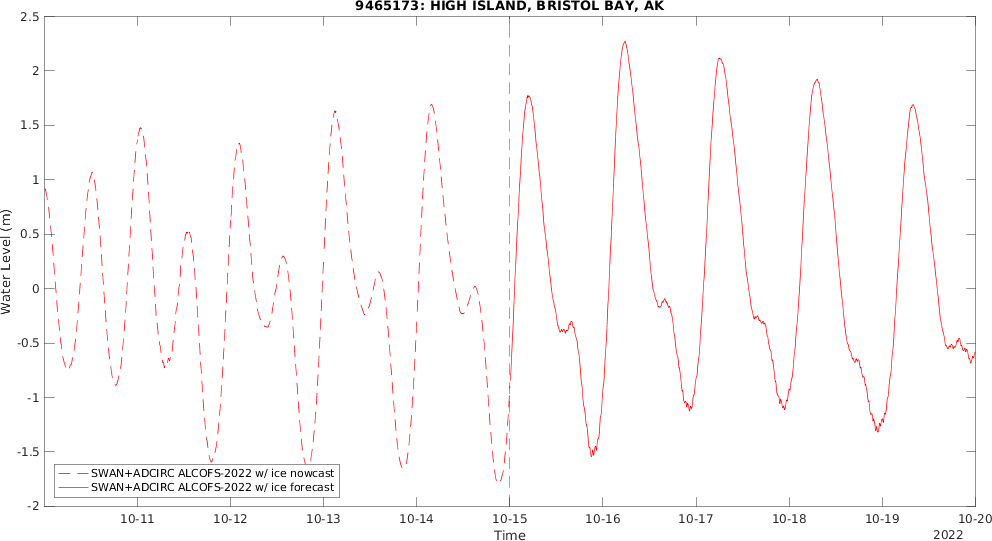 9465173: HIGH ISLAND, BRISTOL BAY, AK
2.5
2
1.5
1
0.5
0
-0.5
-1
-1.5
-2
Water Level (m)
SWAN+ADCIRC ALCOFS-2022 w/ ice nowcast
SWAN+ADCIRC ALCOFS-2022 w/ ice forecast
10-11 10-12 10-13 10-14 10-15 10-16 10-17 10-18 10-19 10-20
Time
2022